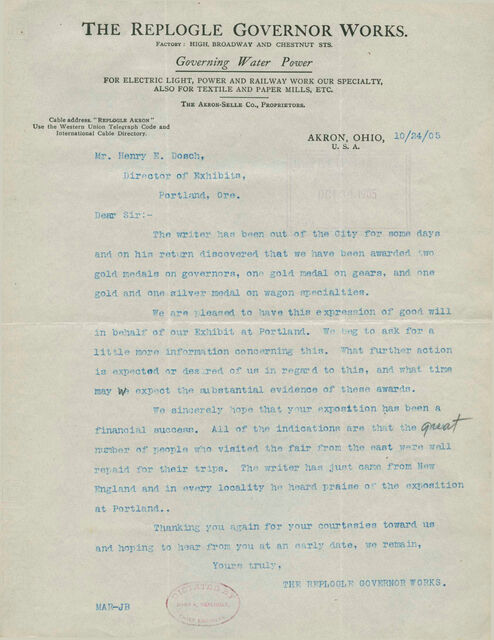 THE REPLOGLE GOVERNOR WORKS.
FACTORY: HIGH, BROADWAY AND CHESTNUT STS.
Governing Water Power
FOR ELECTRIC LIGHT, POWER AND RAILWAY WORK OUR SPECIALTY,
ALSO FOR TEXTILE AND PAPER MILLS, ETC.
THE AKRON-SELLE CO., PROPRIETORS.
Cable address, "REPLOGLE AKRON"
Use the Western Union Telegraph Code and
International Cable Directory.
AKRON, OHIO, 10/24/05
U. S. A.
Mr. Henry E. Dosch,
Director of Exhibits,
Portland, Ore.
Dear Sir:-
The writer has been out of the City for some days
and on his return discovered that we have been awarded two
gold medals on governors, one gold medal on gears, and one
gold and one silver medal on wagon specialties.
We are pleased to have this expression of good will
in behalf of our Exhibit at Portland. We beg to ask for a
little more information concerning this. What further action
is expected or desired of us in regard to this, and what time
may we expect the substantial evidence of these awards.
We sincerely hope that your exposition has been a
financial success. All of the indications are that the great
number of people who visited the fair from the east were well
repaid for their trips. The writer has just came from New
England and in every locality he heard praise of the exposition
at Portland..
Thanking you again for your courtesies toward us
and hoping to hear from you at an early date, we remain,
Yours truly,
THE REPLOGLE GOVERNOR WORKS.
DICTATED BY
MARK A. REPLOGLE,
CHIEF ENGINEER
MAR-JB